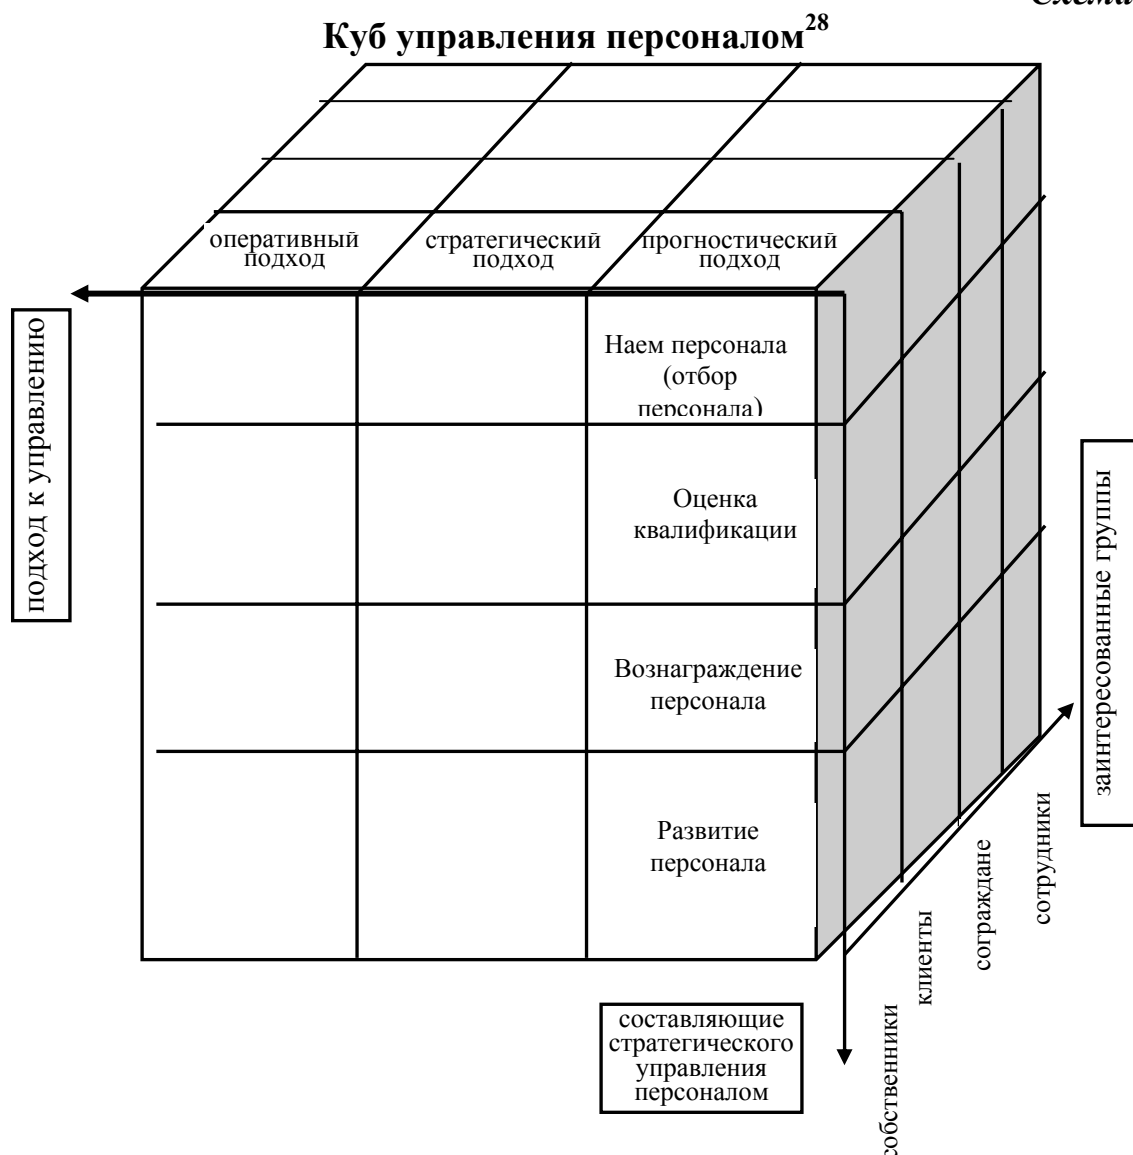 Схема
Куб управления персоналом28
оперативный
подход
стратегический
подход
прогностический
подход
подход к управлению
Наем персонала
(отбор
персонала)
Оценка
квалификации
Вознаграждение
персонала
Развитие
персонала
заинтересованные группы
сотрудники
сограждане
клиенты
собственники
составляющие
стратегического
управления
персоналом